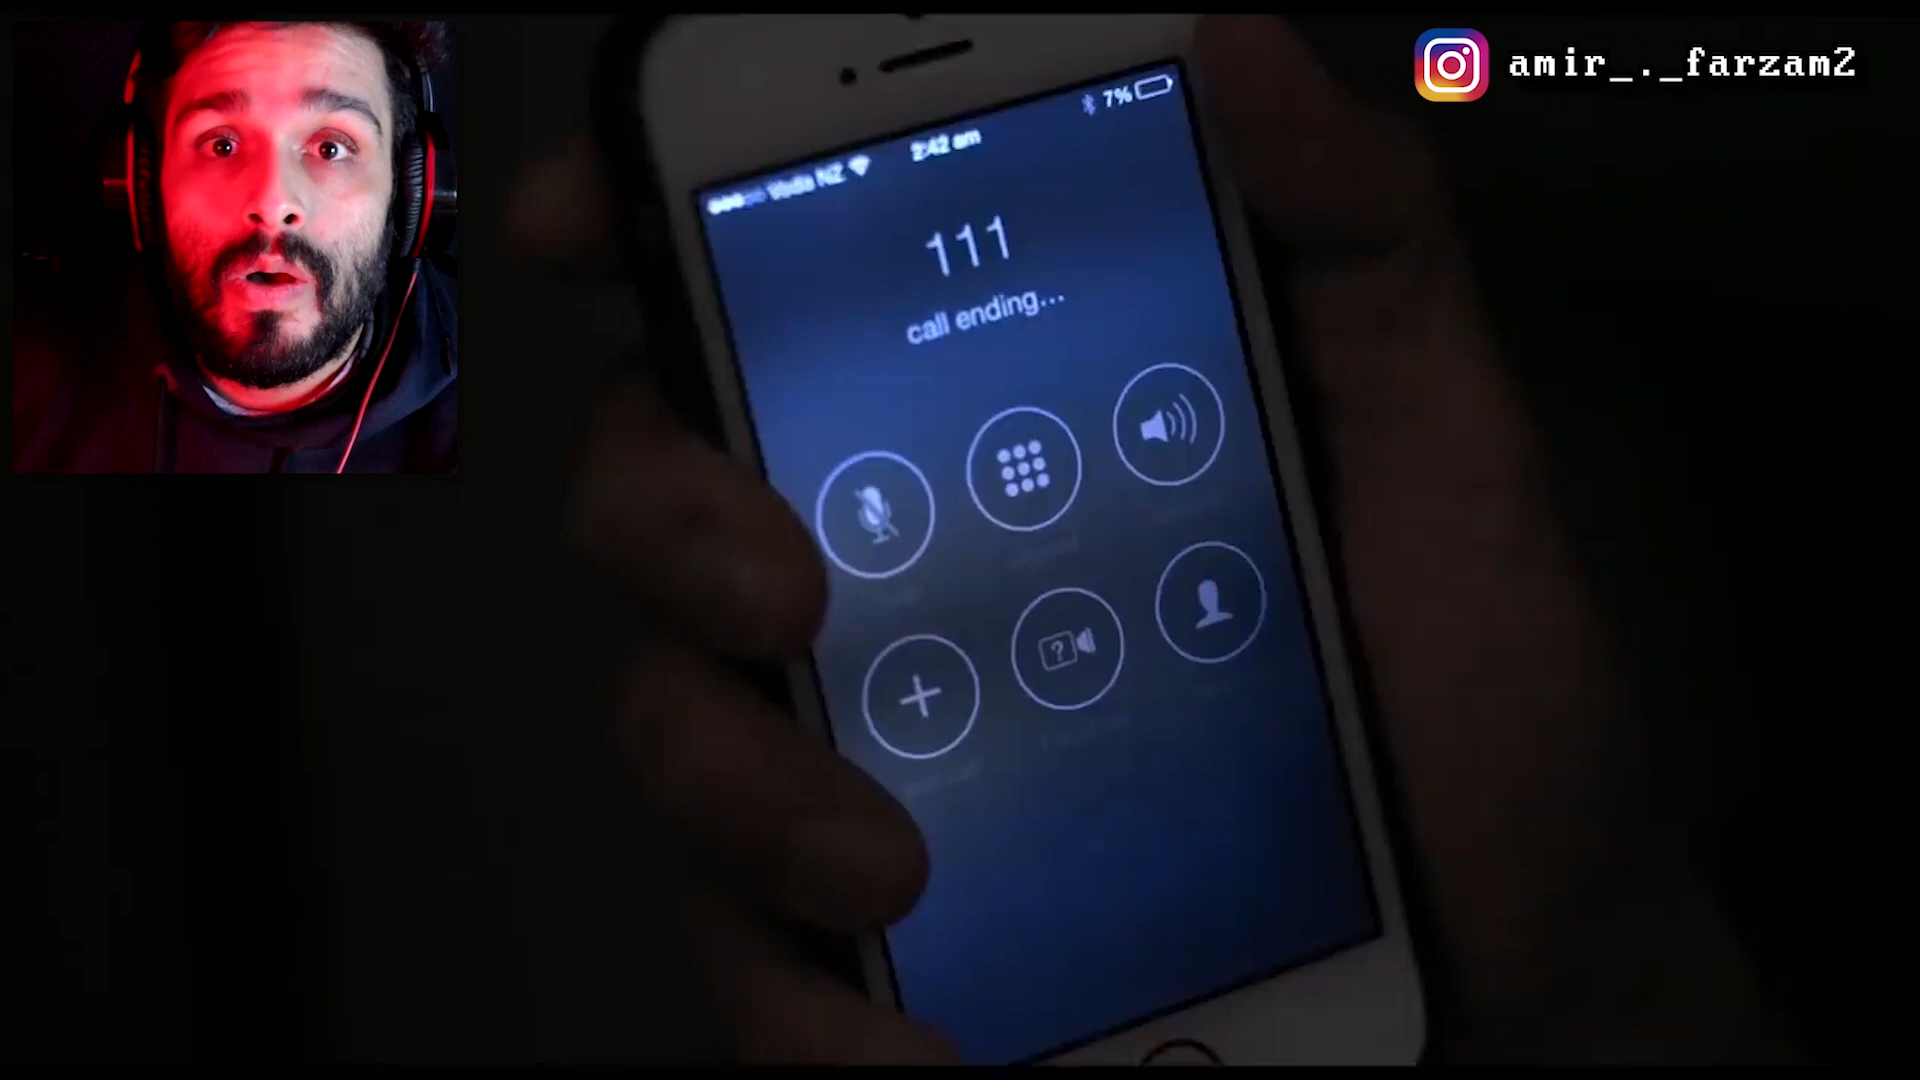 amir_._farzam2
7%
2:42 am
Voda NZ
111
call ending...
?